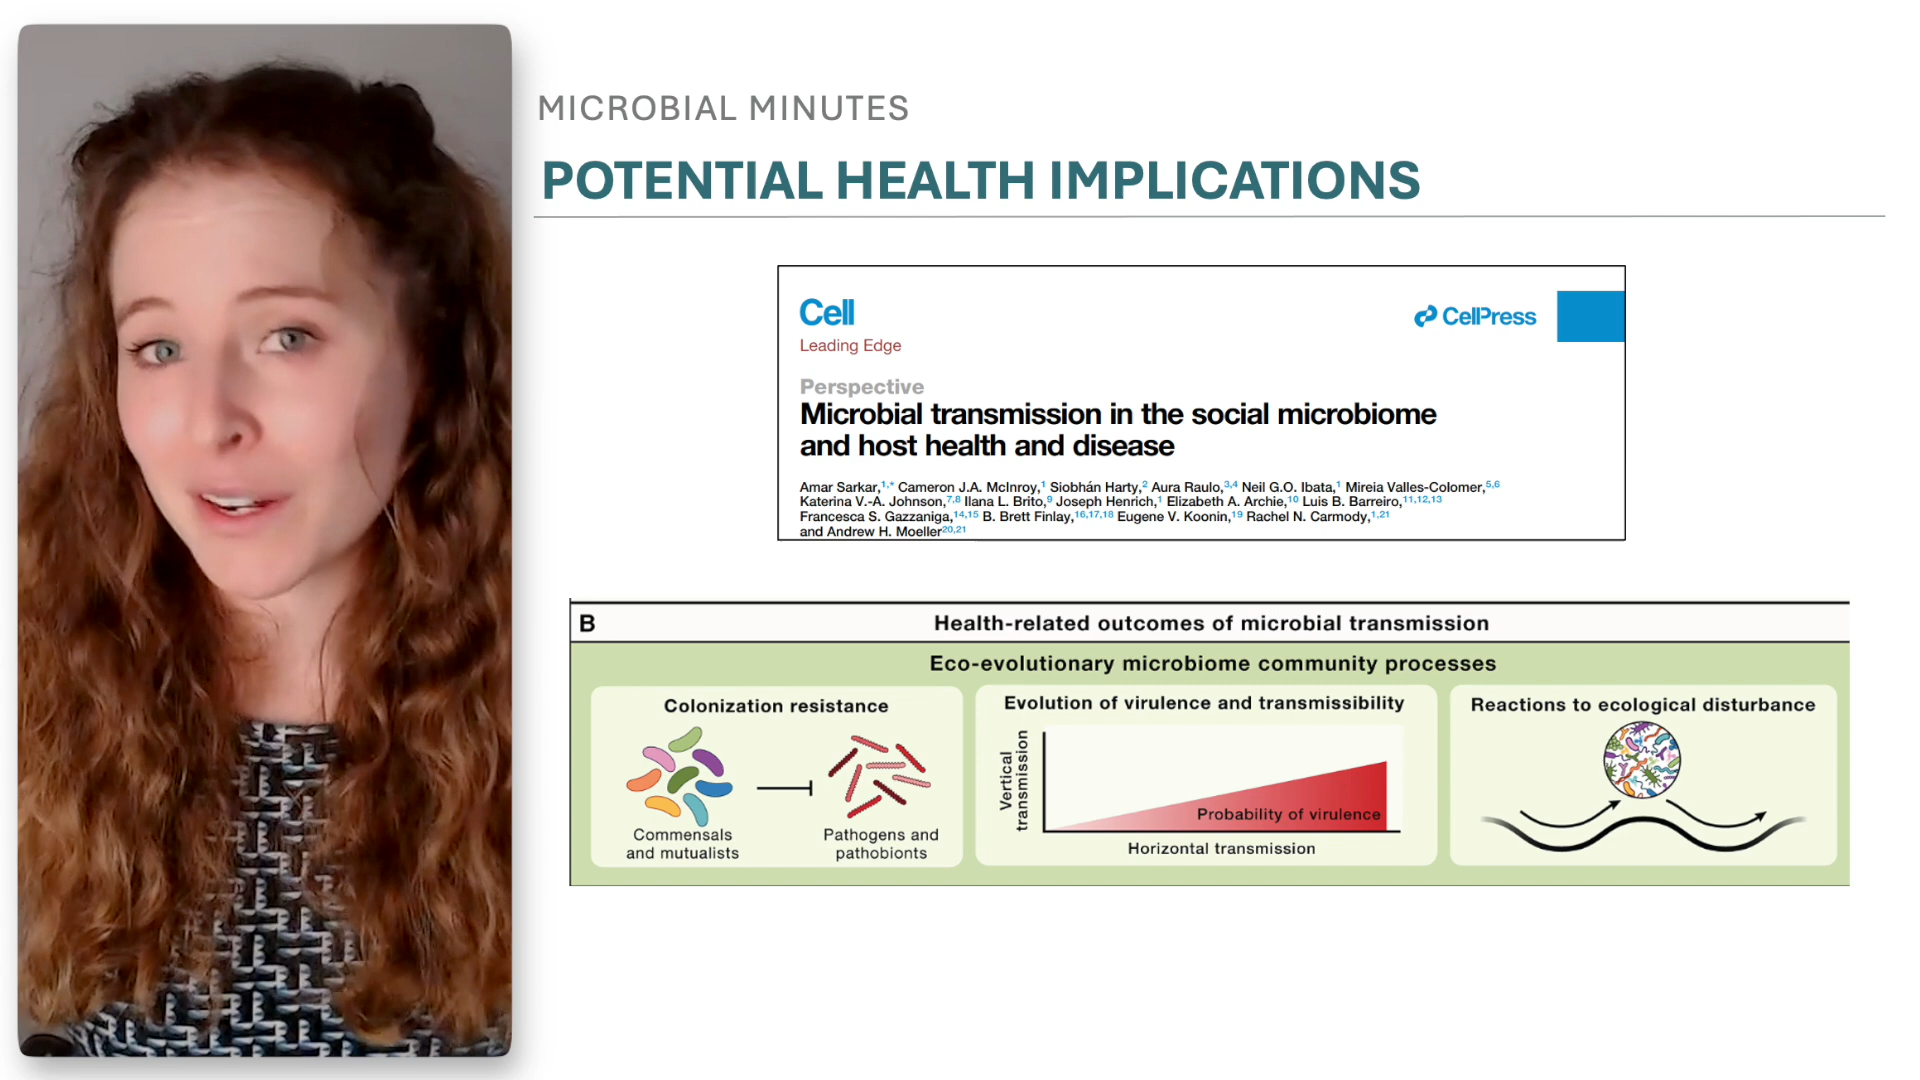 MICROBIAL MINUTES
POTENTIAL HEALTH IMPLICATIONS
Cell
CellPress
Leading Edge
Perspective
Microbial transmission in the social microbiome
and host health and disease
Amar Sarkar,1,* Cameron J.A. McInroy,1 Siobhán Harty,2 Aura Raulo,3,4 Neil G.O. Ibata,1 Mireia Valles-Colomer,5,6
Katerina V.-A. Johnson,7,8 Ilana L. Brito,9 Joseph Henrich,1 Elizabeth A. Archie,10 Luis B. Barreiro,11,12,13
Francesca S. Gazzaniga,14,15 B. Brett Finlay,16,17,18 Eugene V. Koonin,19 Rachel N. Carmody,1,21
and Andrew H. Moeller20,21
B
Health-related outcomes of microbial transmission
Eco-evolutionary microbiome community processes
Colonization resistance
Commensals
and mutualists
Pathogens and
pathobionts
Evolution of virulence and transmissibility
Vertical
transmission
Probability of virulence
Horizontal transmission
Reactions to ecological disturbance